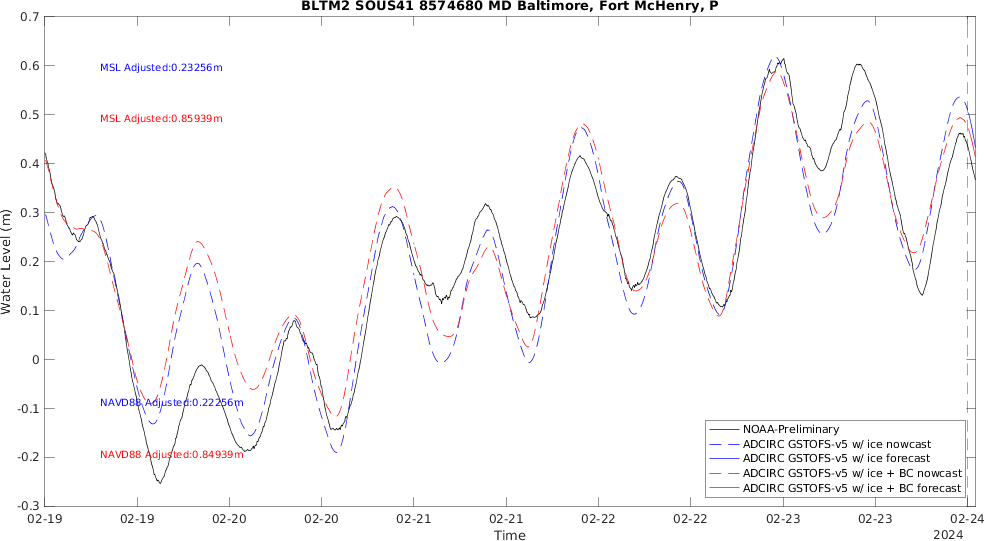 BLTM2 SOUS41 8574680 MD Baltimore, Fort McHenry, P
0.7
0.6
0.5
0.4
0.3
0.2
0.1
0
-0.1
-0.2
-0.3
Water Level (m)
MSL Adjusted:0.23256m
MSL Adjusted:0.85939m
NAVD88 Adjusted:0.22256m
NAVD88 Adjusted:0.84939m
NOAA-Preliminary
ADCIRC GSTOFS-v5 w/ ice nowcast
ADCIRC GSTOFS-v5 w/ ice forecast
ADCIRC GSTOFS-v5 w/ ice + BC nowcast
ADCIRC GSTOFS-v5 w/ ice + BC forecast
02-19 02-19 02-20 02-20 02-21 02-21 02-22 02-22 02-23 02-23 02-24
Time 2024